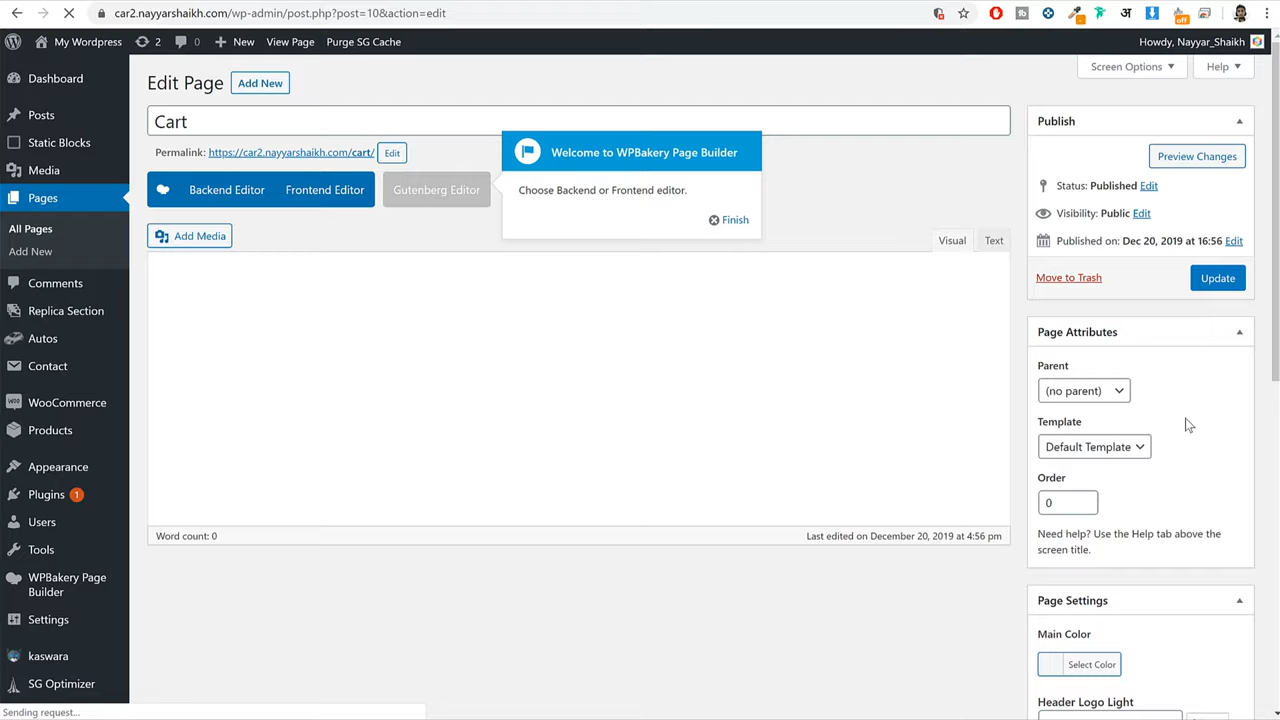 car2.nayyarshaikh.com/wp-admin/post.php?post=10&action=edit
अ
off
My Wordpress 2 0 New View Page Purge SG Cache Howdy, Nayyar_Shaikh
Screen Options Help
Dashboard
Posts
Static Blocks
Media
Pages
All Pages
Add New
Comments
Replica Section
Autos
Contact
WooCommerce
Products
Appearance
Plugins 1
Users
Tools
WPBakery Page
Builder
Settings
kaswara
SG Optimizer
Sending request...
Edit Page Add New
Cart
Permalink: https://car2.nayyarshaikh.com/cart/ Edit
Backend Editor Frontend Editor Gutenberg Editor
Welcome to WPBakery Page Builder
Choose Backend or Frontend editor.
Finish
Add Media
Visual Text
Word count: 0 Last edited on December 20, 2019 at 4:56 pm
Publish
Preview Changes
Status: Published Edit
Visibility: Public Edit
Published on: Dec 20, 2019 at 16:56 Edit
Move to Trash Update
Page Attributes
Parent
(no parent)
Template
Default Template
Order
0
Need help? Use the Help tab above the
screen title.
Page Settings
Main Color
Select Color
Header Logo Light